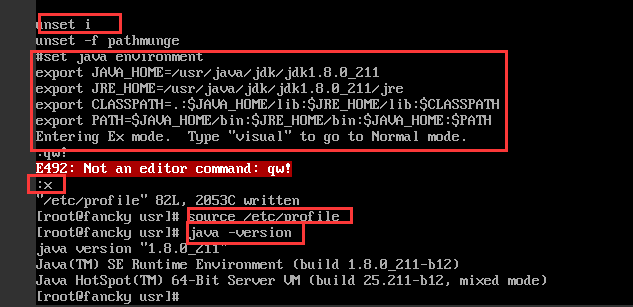 unset i
unset -f pathmunge
#set java environment
export JAVA_HOME=/usr/java/jdk/jdk1.8.0_211
export JRE_HOME=/usr/java/jdk/jdk1.8.0_211/jre
export CLASSPATH=.:$JAVA_HOME/lib:$JRE_HOME/lib:$CLASSPATH
export PATH=$JAVA_HOME/bin:$JRE_HOME/bin:$JAVA_HOME:$PATH
Entering Ex mode.  Type "visual" to go to Normal mode.
:qw!
E492: Not an editor command: qw!
:x
"/etc/profile" 82L, 2053C written
[root@fancky usr]# source /etc/profile
[root@fancky usr]# java -version
java version "1.8.0_211"
Java(TM) SE Runtime Environment (build 1.8.0_211-b12)
Java HotSpot(TM) 64-Bit Server VM (build 25.211-b12, mixed mode)
[root@fancky usr]#